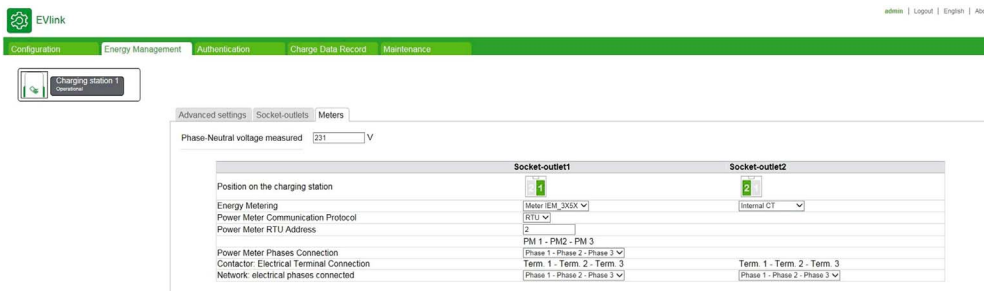 admin | Logout | English | Abo
EVlink
Configuration Energy Management Authentication Charge Data Record Maintenance
Charging station 1
Operational
Advanced settings Socket-outlets Meters
Phase-Neutral voltage measured 231 V
Socket-outlet1 Socket-outlet2
Position on the charging station 1 2
Energy Metering Meter IEM_3X5X Internal CT
Power Meter Communication Protocol RTU
Power Meter RTU Address 2
PM 1 - PM2 - PM 3
Power Meter Phases Connection Phase 1 - Phase 2 - Phase 3
Contactor: Electrical Terminal Connection Term. 1 - Term. 2 - Term. 3 Term. 1 - Term. 2 - Term. 3
Network: electrical phases connected Phase 1 - Phase 2 - Phase 3 Phase 1 - Phase 2 - Phase 3